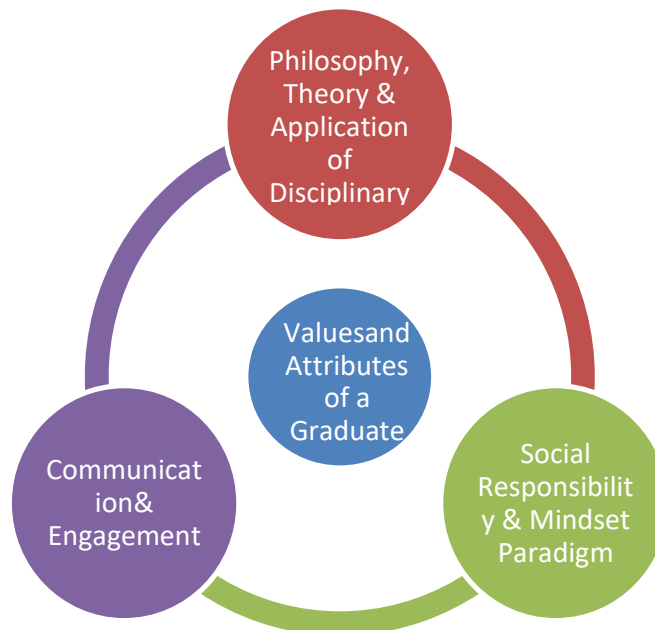 Philosophy,
Theory &
Application
of
Disciplinary
Valuesand
Attributes
of a
Graduate
Communicat
ion&
Engagement
Social
Responsibilit
y & Mindset
Paradigm